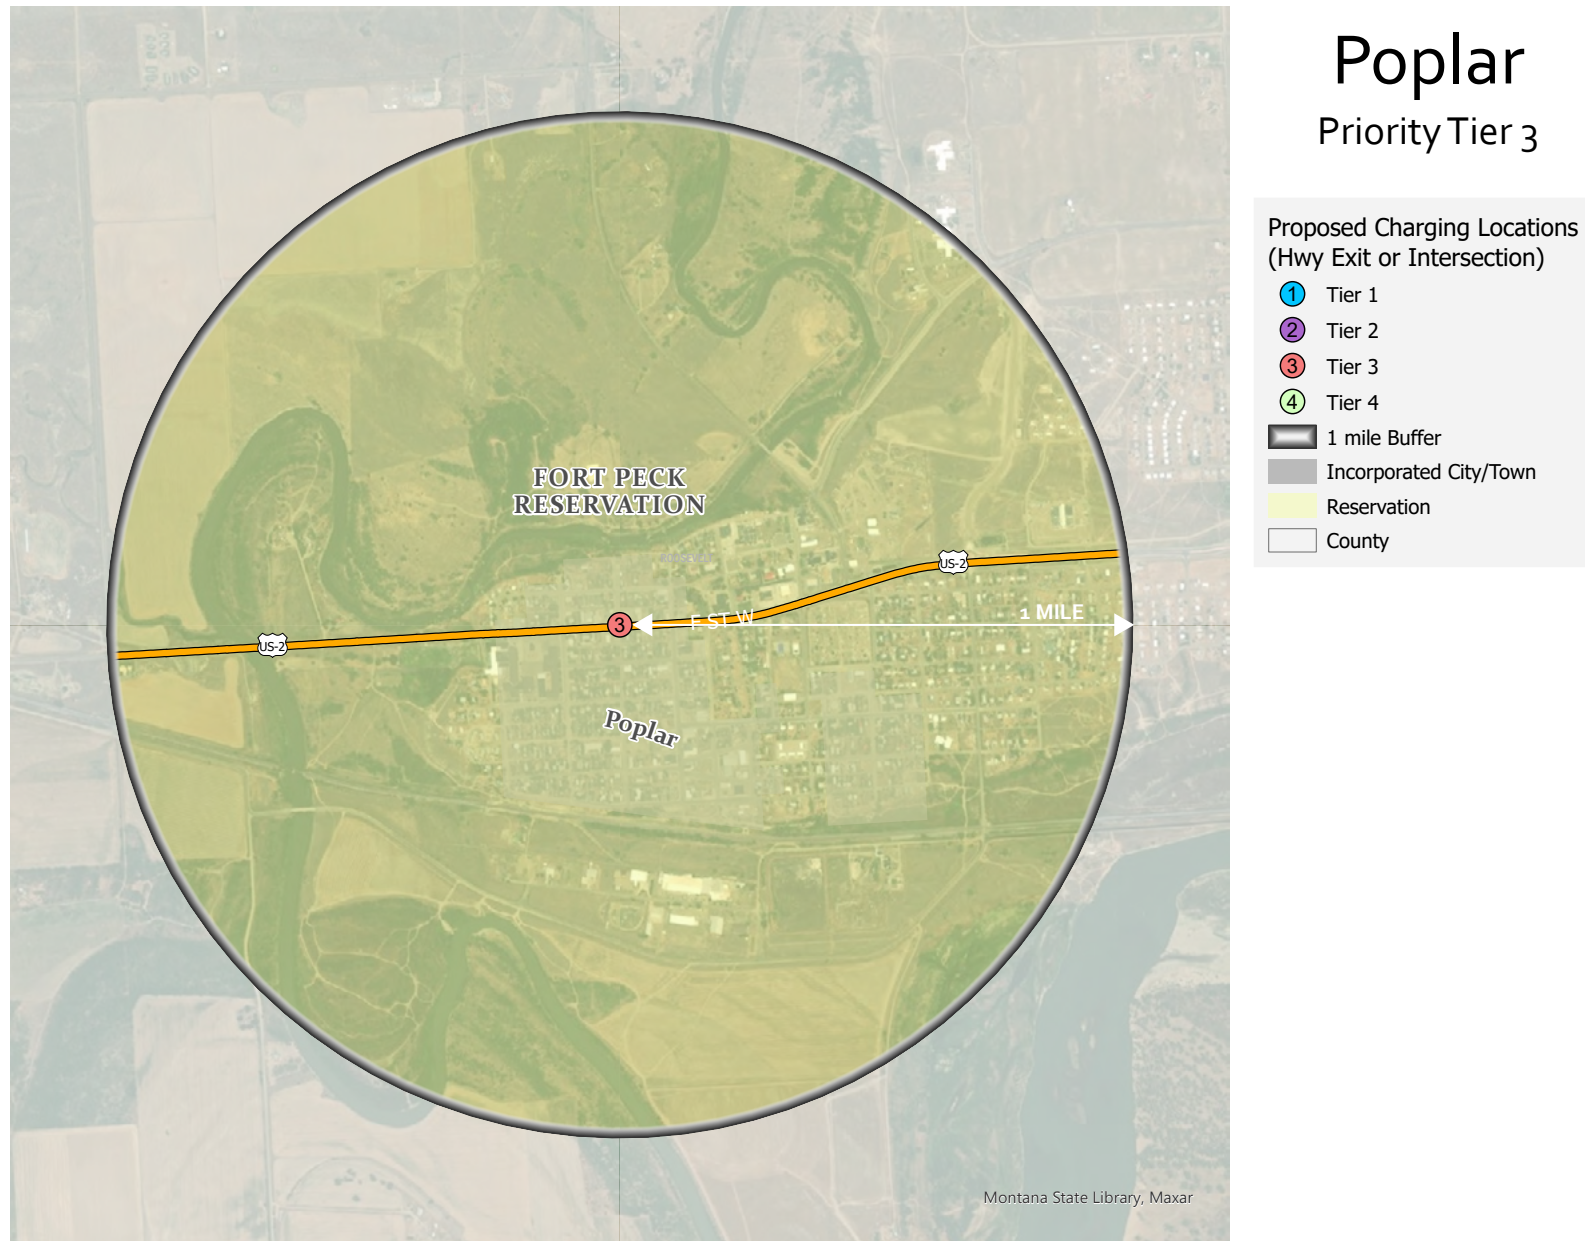 Poplar
Priority Tier 3
Proposed Charging Locations
(Hwy Exit or Intersection)
1 Tier 1
2 Tier 2
3 Tier 3
4 Tier 4
1 mile Buffer
Incorporated City/Town
Reservation
County
FORT PECK
RESERVATION
US-2
3
F ST W
1 MILE
US-2
Poplar
Montana State Library, Maxar